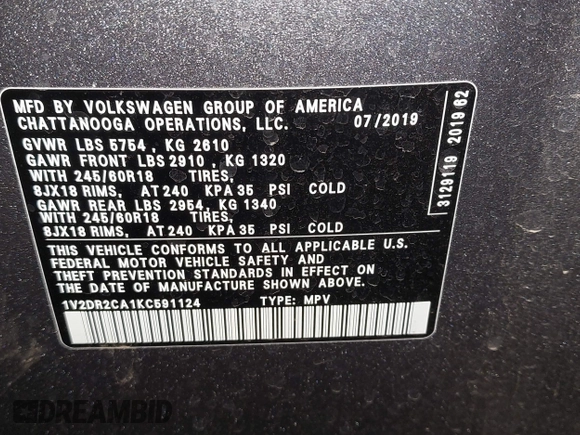 MFD BY VOLKSWAGEN GROUP OF AMERICA
CHATTANOOGA OPERATIONS, LLC. 07/2019
GVWR LBS 5754 , KG 2610
GAWR FRONT LBS 2910 , KG 1320
WITH 245/60R18 TIRES,
8JX18 RIMS, AT 240 KPA 35 PSI COLD
GAWR REAR LBS 2954, KG 1340
WITH 245/60R18 TIRES,
8JX18 RIMS, AT 240 KPA 35 PSI COLD
THIS VEHICLE CONFORMS TO ALL APPLICABLE U.S.
FEDERAL MOTOR VEHICLE SAFETY AND
THEFT PREVENTION STANDARDS IN EFFECT
ON THE DATE OF MANUFACTURE SHOWN ABOVE.
1V2DR2CA1KC591124 TYPE: MPV
3129119 2019 62
DREAMBID